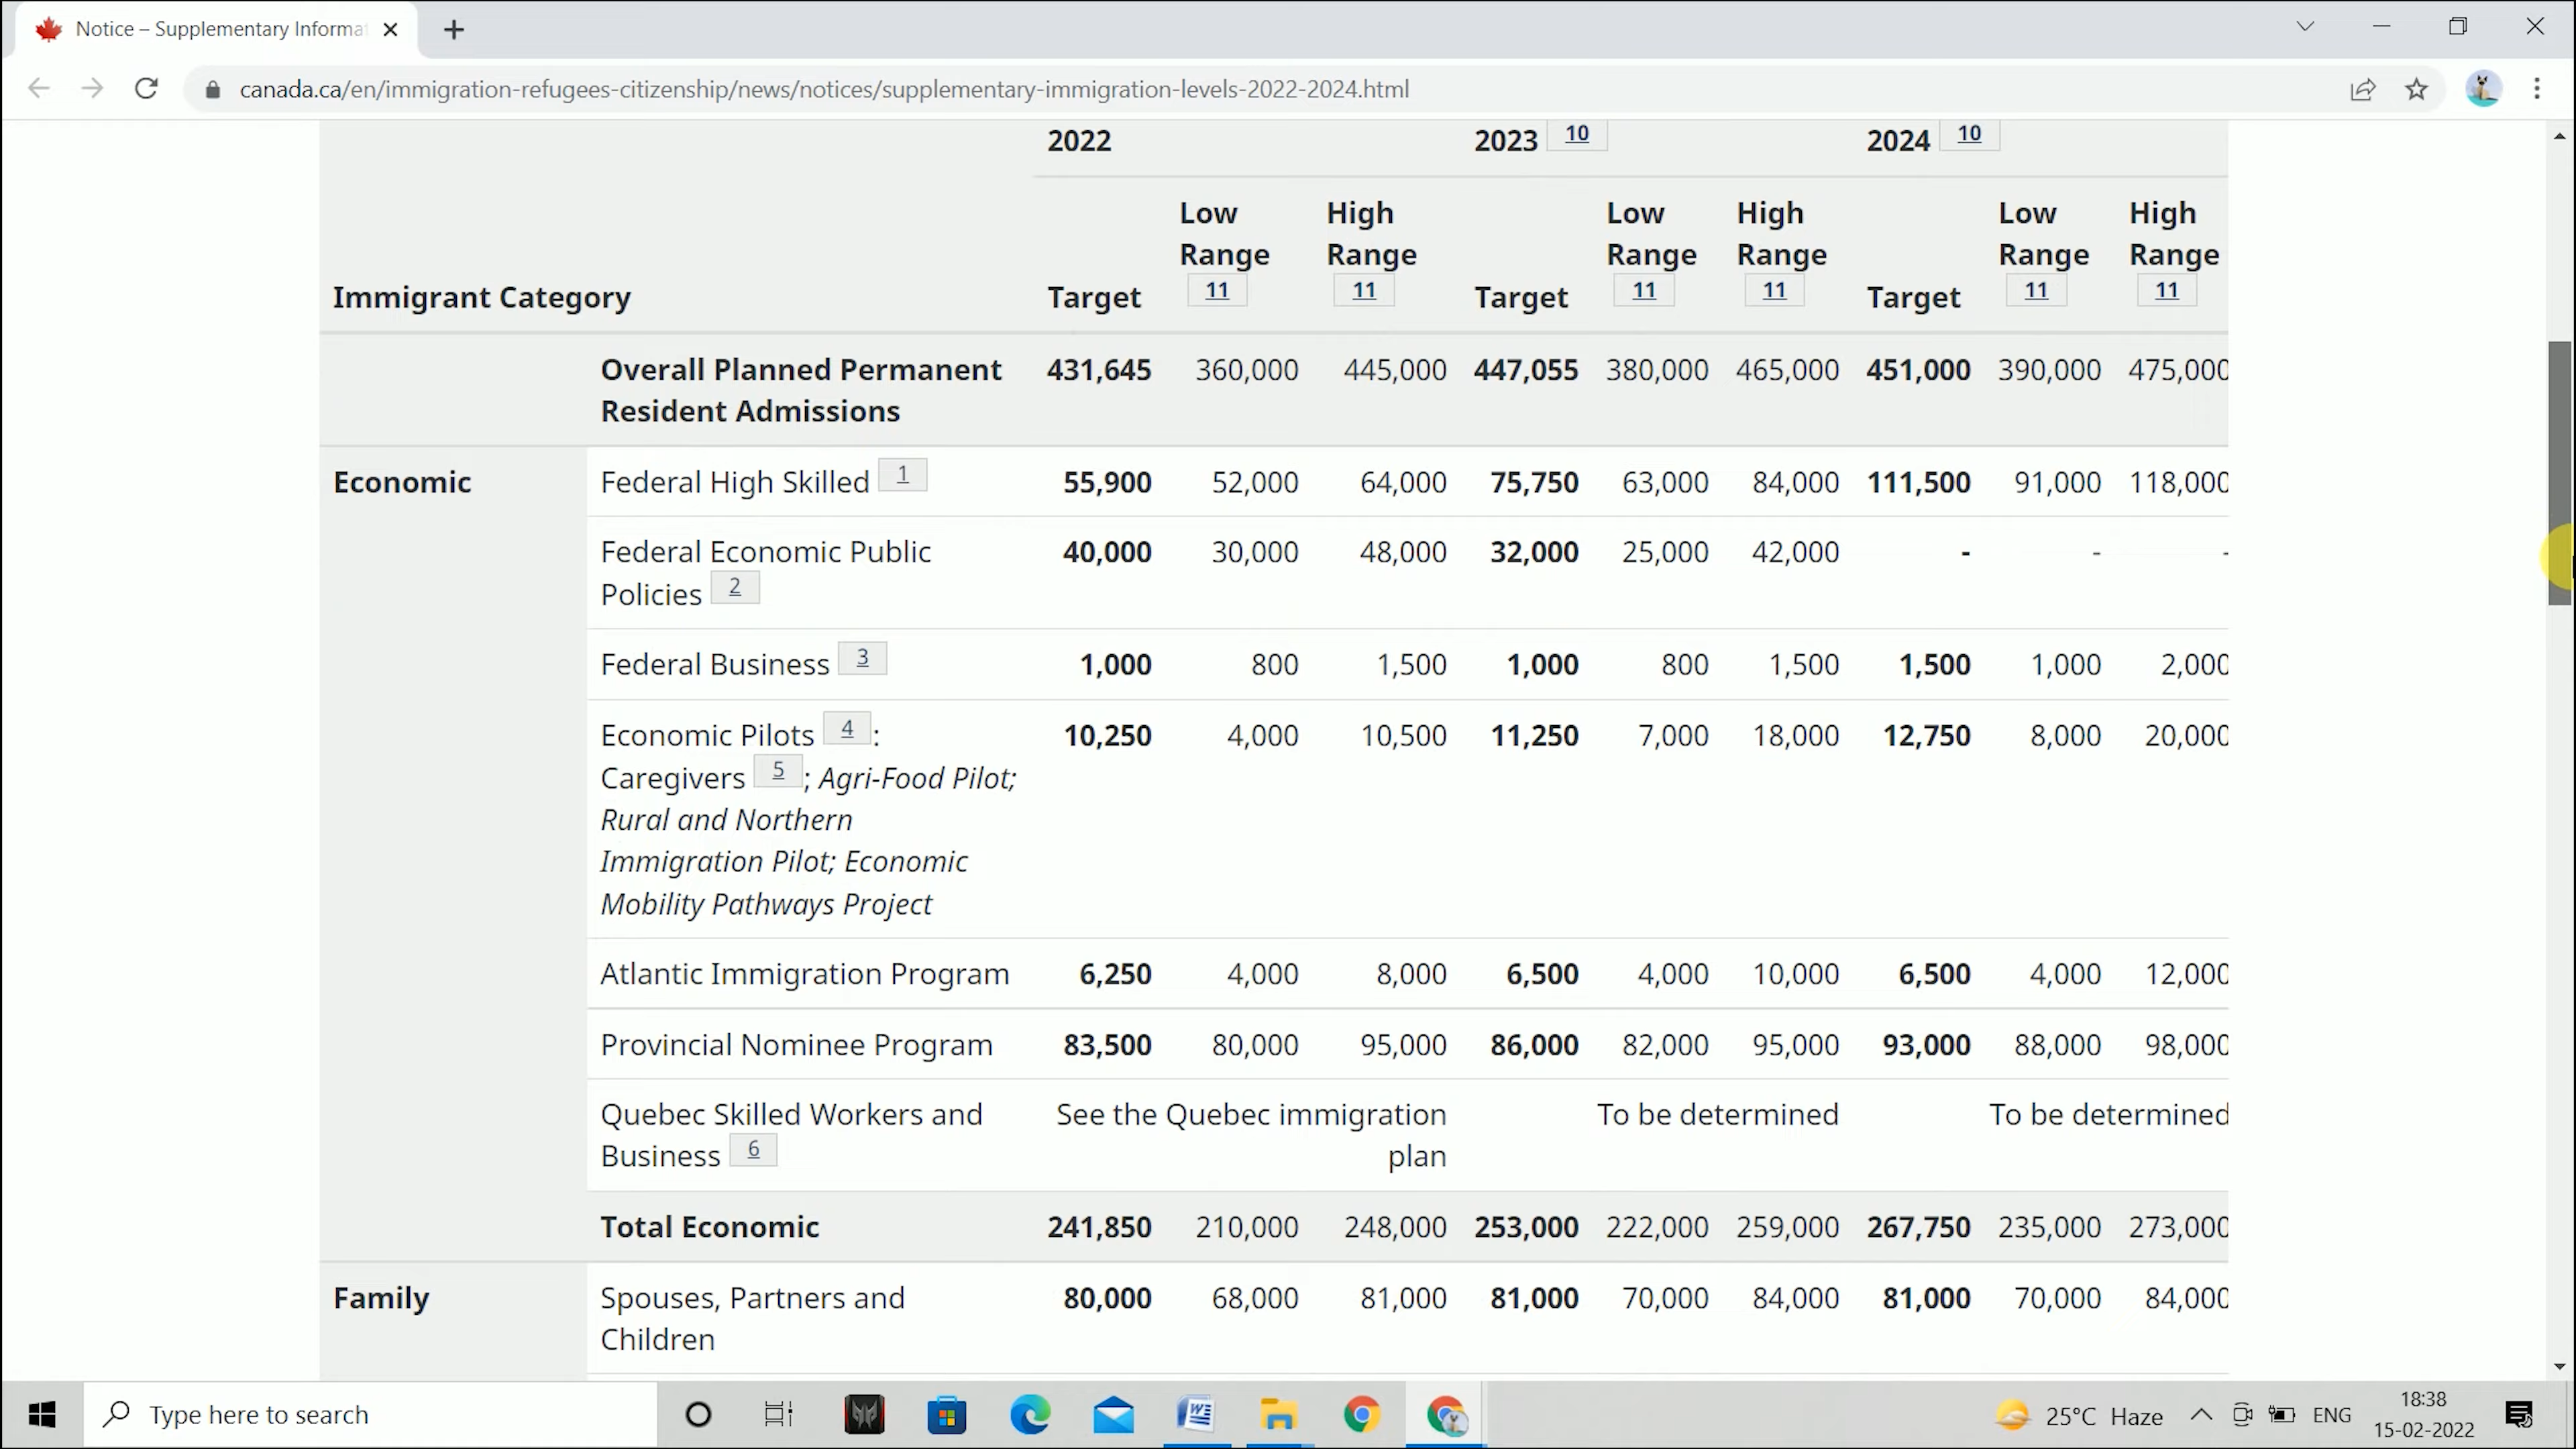 Notice – Supplementary Informat
canada.ca/en/immigration-refugees-citizenship/news/notices/supplementary-immigration-levels-2022-2024.html
2022 2023 10 2024 10
Immigrant Category Target Low Range 11 High Range 11 Target Low Range 11 High Range 11 Target Low Range 11 High Range 11
Overall Planned Permanent 431,645 360,000 445,000 447,055 380,000 465,000 451,000 390,000 475,000
Resident Admissions
Economic Federal High Skilled 1 55,900 52,000 64,000 75,750 63,000 84,000 111,500 91,000 118,000
Federal Economic Public 40,000 30,000 48,000 32,000 25,000 42,000 - - -
Policies 2
Federal Business 3 1,000 800 1,500 1,000 800 1,500 1,500 1,000 2,000
Economic Pilots 4 : 10,250 4,000 10,500 11,250 7,000 18,000 12,750 8,000 20,000
Caregivers 5 ; Agri-Food Pilot;
Rural and Northern
Immigration Pilot; Economic
Mobility Pathways Project
Atlantic Immigration Program 6,250 4,000 8,000 6,500 4,000 10,000 6,500 4,000 12,000
Provincial Nominee Program 83,500 80,000 95,000 86,000 82,000 95,000 93,000 88,000 98,000
Quebec Skilled Workers and See the Quebec immigration To be determined To be determined
Business 6 plan
Total Economic 241,850 210,000 248,000 253,000 222,000 259,000 267,750 235,000 273,000
Family Spouses, Partners and 80,000 68,000 81,000 81,000 70,000 84,000 81,000 70,000 84,000
Children
Type here to search
25°C Haze
ENG
18:38
15-02-2022